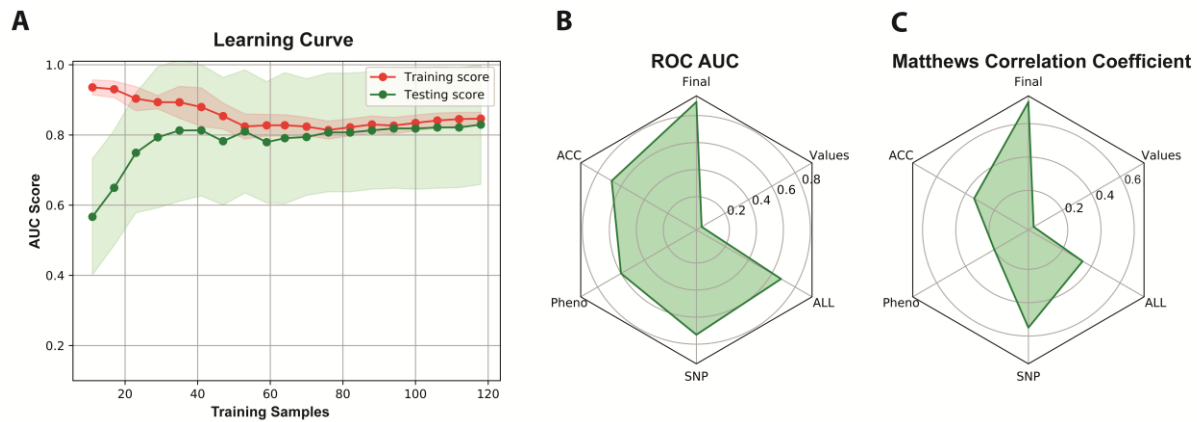 A
Learning Curve
1.0
0.8
0.6
0.4
0.2
AUC Score
Training score
Testing score
20
40
60
80
100
120
Training Samples
B
ROC AUC
Final
ACC
Values
0.8
0.6
0.4
0.2
Pheno
ALL
SNP
C
Matthews Correlation Coefficient
Final
ACC
Values
0.6
0.4
0.2
Pheno
ALL
SNP